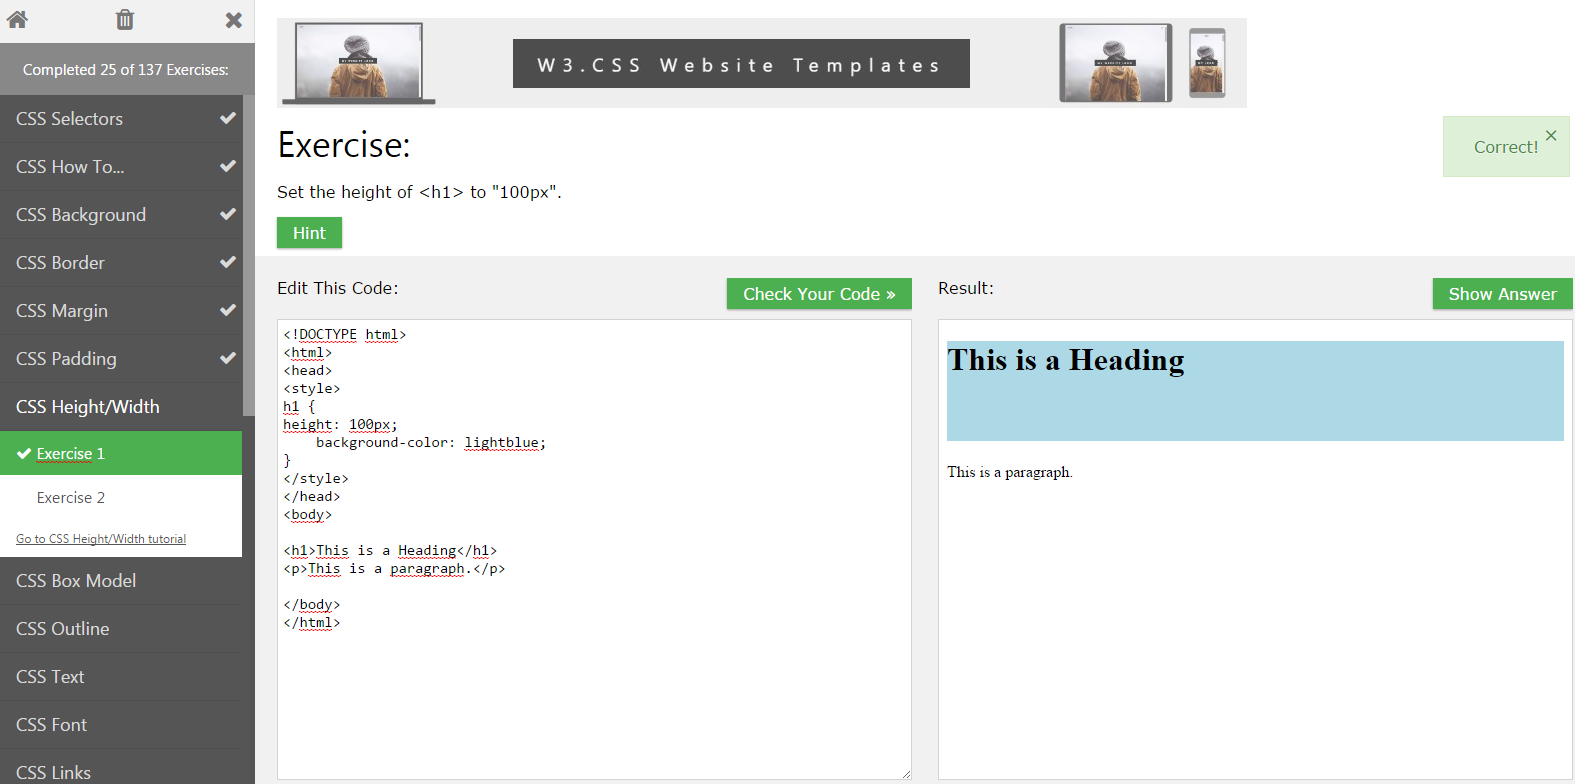 Completed 25 of 137 Exercises:
CSS Selectors
CSS How To...
CSS Background
CSS Border
CSS Margin
CSS Padding
CSS Height/Width
Exercise 1
Exercise 2
Go to CSS Height/Width tutorial
CSS Box Model
CSS Outline
CSS Text
CSS Font
CSS Links
W3.CSS Website Templates
Exercise:
Correct!
×
Set the height of <h1> to "100px".
Hint
Edit This Code:
Check Your Code »
<!DOCTYPE html>
<html>
<head>
<style>
h1 {
height: 100px;
    background-color: lightblue;
}
</style>
</head>
<body>
<h1>This is a Heading</h1>
<p>This is a paragraph.</p>
</body>
</html>
Result:
Show Answer
This is a Heading
This is a paragraph.